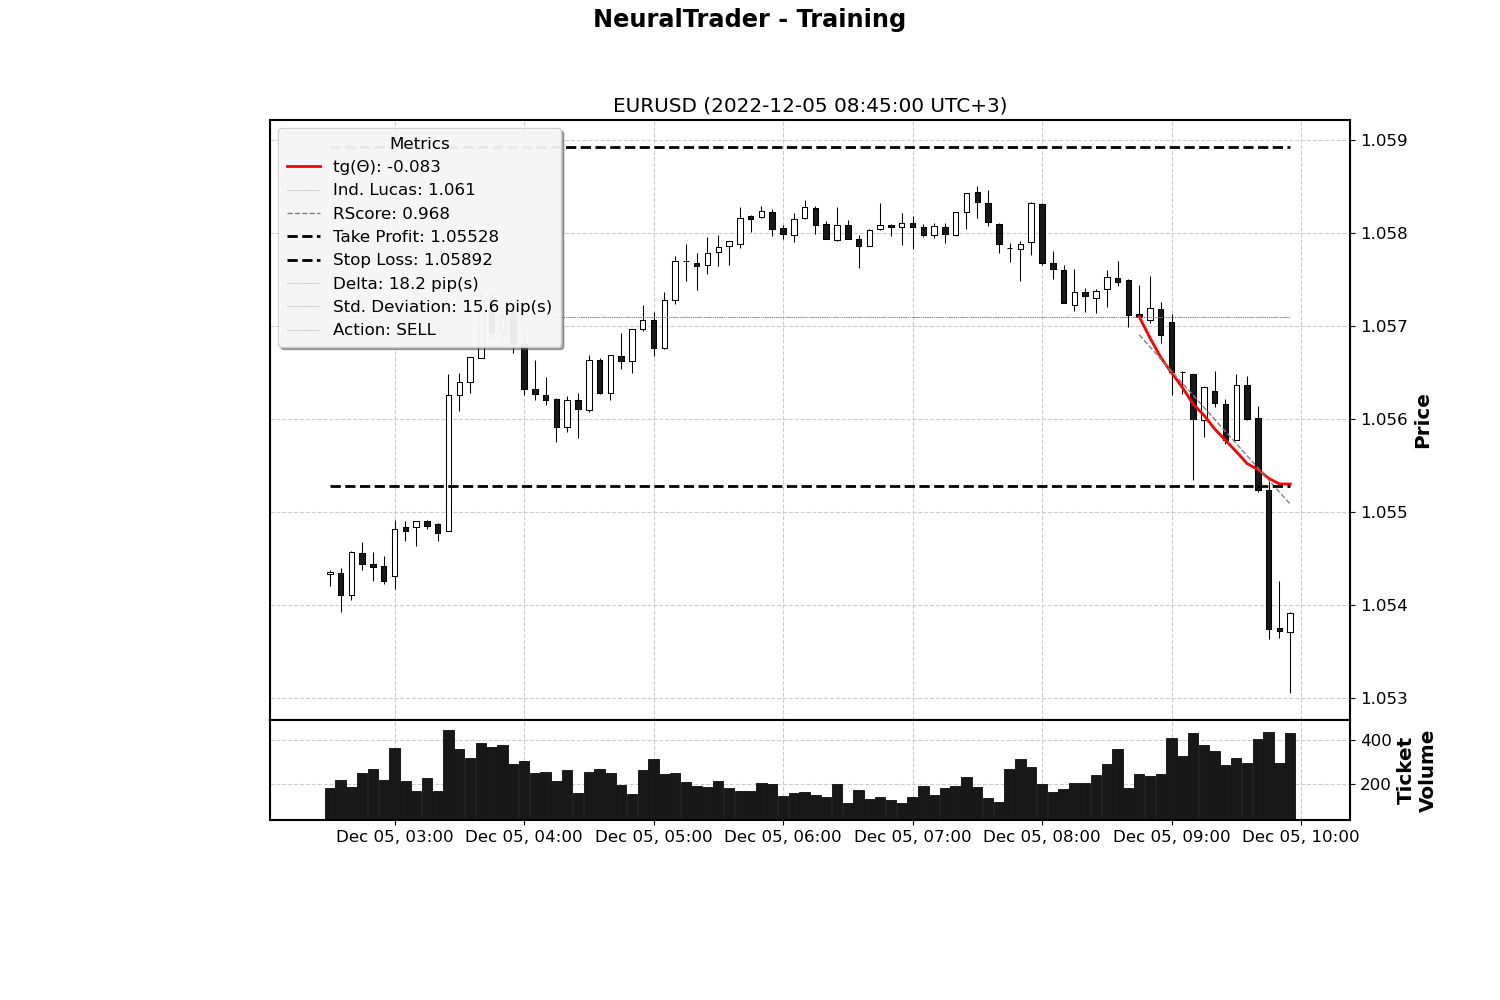 NeuralTrader - Training
EURUSD (2022-12-05 08:45:00 UTC+3)
Metrics
tg(Θ): -0.083
Ind. Lucas: 1.061
RScore: 0.968
Take Profit: 1.05528
Stop Loss: 1.05892
Delta: 18.2 pip(s)
Std. Deviation: 15.6 pip(s)
Action: SELL
1.059
1.058
1.057
1.056
1.055
1.054
1.053
Price
400
200
Ticket
Volume
Dec 05, 03:00
Dec 05, 04:00
Dec 05, 05:00
Dec 05, 06:00
Dec 05, 07:00
Dec 05, 08:00
Dec 05, 09:00
Dec 05, 10:00